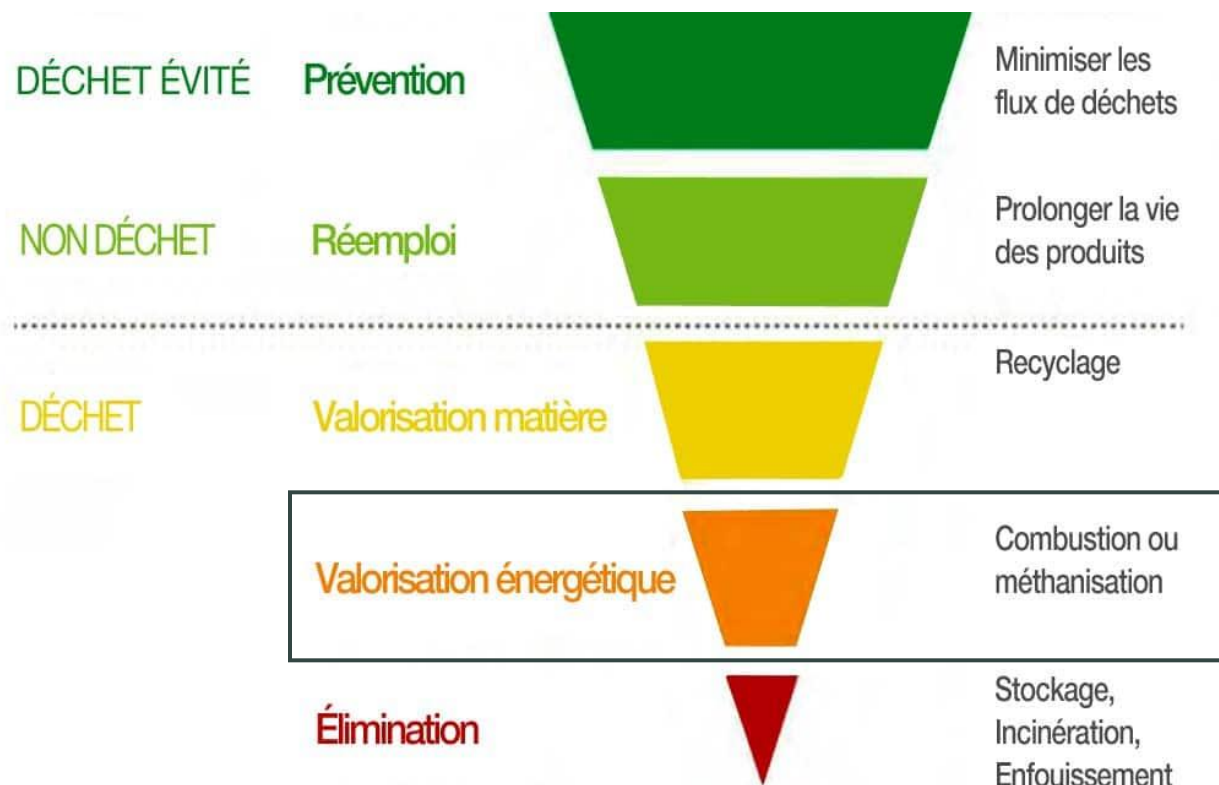 DÉCHET ÉVITÉ
Prévention
Minimiser les
flux de déchets
NON DÉCHET
Réemploi
Prolonger la vie
des produits
DÉCHET
Valorisation matière
Recyclage
Valorisation énergétique
Combustion ou
méthanisation
Élimination
Stockage,
Incinération,
Enfouissement